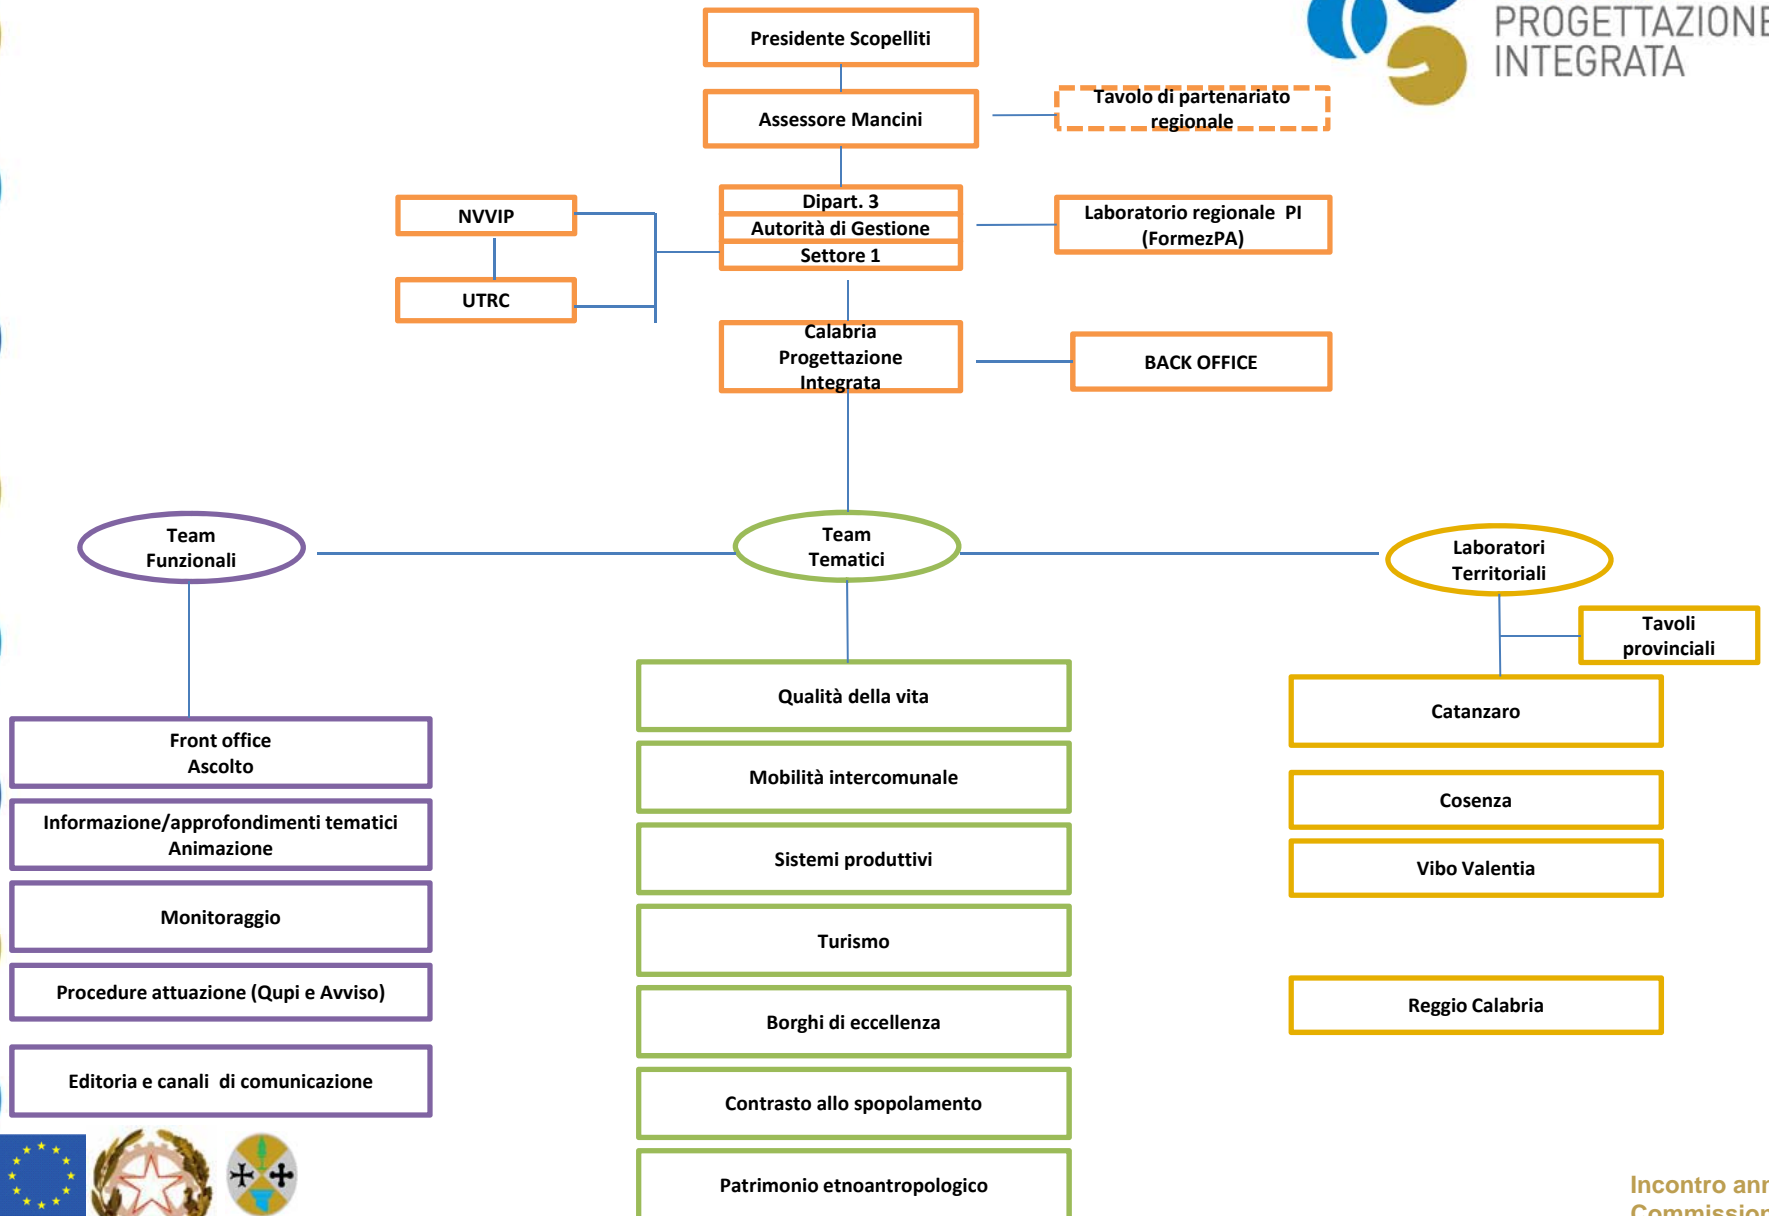 PROGETTAZIONE
INTEGRATA
Presidente Scopelliti
Assessore Mancini
Tavolo di partenariato
regionale
NVVIP
UTRC
Dipart. 3
Autorità di Gestione
Settore 1
Laboratorio regionale  PI
(FormezPA)
Calabria
Progettazione
Integrata
BACK OFFICE
Team
Funzionali
Team
Tematici
Laboratori
Territoriali
Tavoli
provinciali
Front office
Ascolto
Informazione/approfondimenti tematici
Animazione
Monitoraggio
Procedure attuazione (Qupi e Avviso)
Editoria e canali  di comunicazione
Qualità della vita
Mobilità intercomunale
Sistemi produttivi
Turismo
Borghi di eccellenza
Contrasto allo spopolamento
Patrimonio etnoantropologico
Catanzaro
Cosenza
Vibo Valentia
Reggio Calabria
Incontro